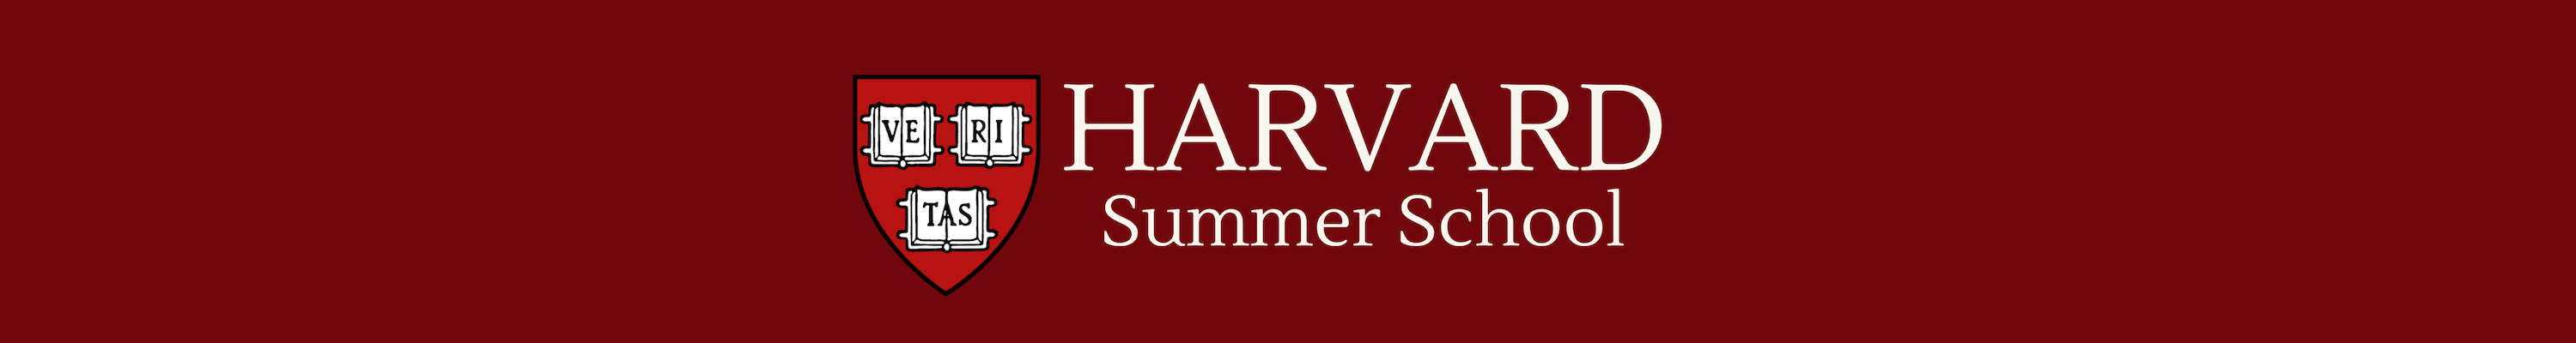 VE RI
TAS
HARVARD
Summer School